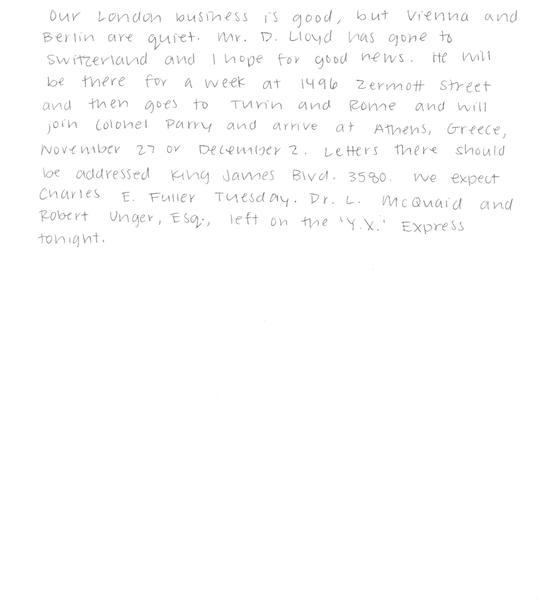 Our London business is good, but Vienna and
Berlin are quiet. Mr. D. Lloyd has gone to
Switzerland and I hope for good news. He will
be there for a week at 1496 Zermott Street
and then goes to Turin and Rome and will
join Colonel Parry and arrive at Athens, Greece,
November 27 or December 2. Letters there should
be addressed King James Blvd. 3580. We expect
Charles E. Fuller Tuesday. Dr. L. McQuaid and
Robert Unger, Esq., left on the 'Y.X.' Express
tonight.